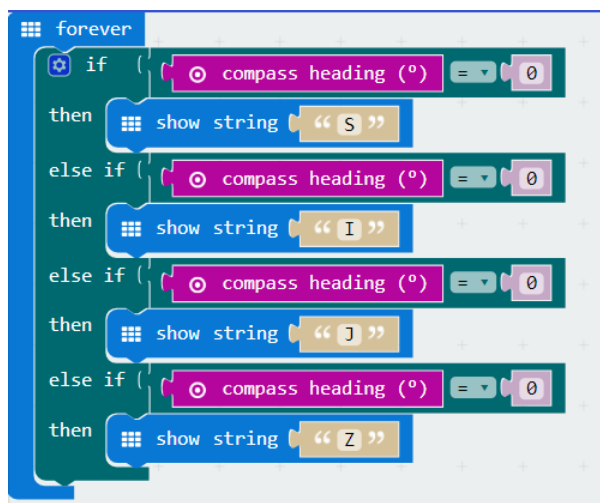 forever
if ( compass heading (º) = ▾ 0
then show string “ S ”
else if ( compass heading (º) = ▾ 0
then show string “ I ”
else if ( compass heading (º) = ▾ 0
then show string “ J ”
else if ( compass heading (º) = ▾ 0
then show string “ Z ”